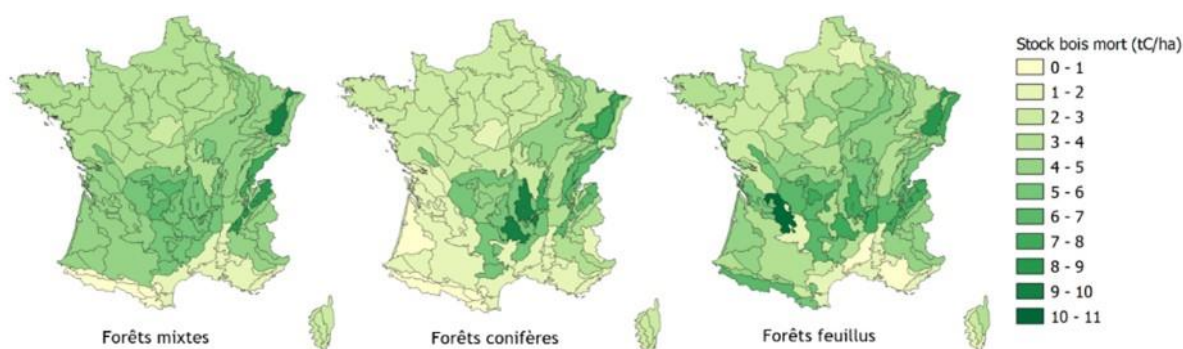 Stock bois mort (tC/ha)
0 - 1
1 - 2
2 - 3
3 - 4
4 - 5
5 - 6
6 - 7
7 - 8
8 - 9
9 - 10
10 - 11
Forêts mixtes
Forêts conifères
Forêts feuillus